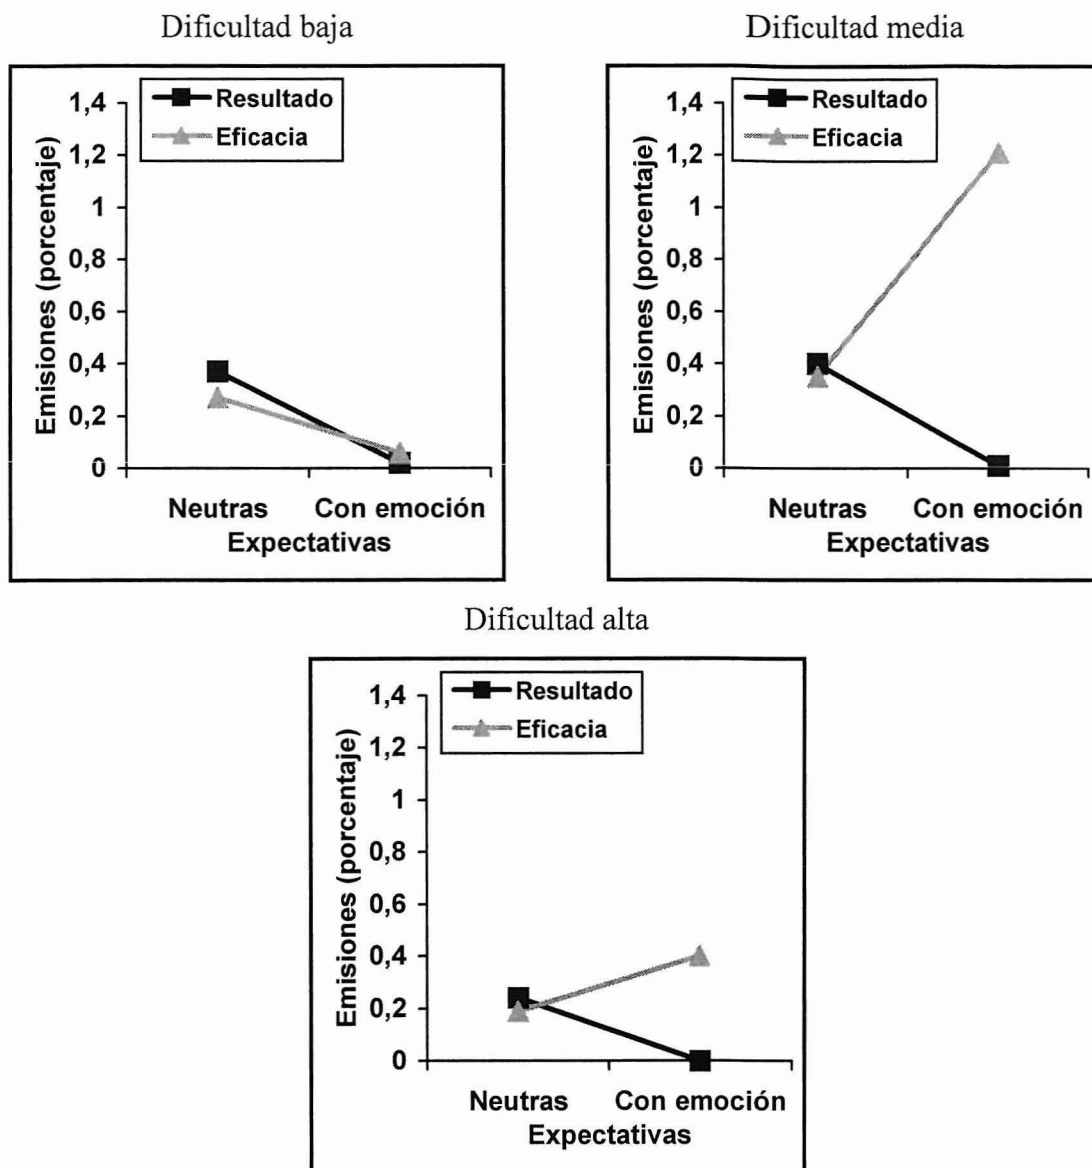 Dificultad baja
Resultado
Eficacia
1,4
1,2
1
0,8
0,6
0,4
0,2
0
Emisiones (porcentaje)
Neutras Con emoción
Expectativas
Dificultad media
Resultado
Eficacia
1,4
1,2
1
0,8
0,6
0,4
0,2
0
Emisiones (porcentaje)
Neutras Con emoción
Expectativas
Dificultad alta
Resultado
Eficacia
1,4
1,2
1
0,8
0,6
0,4
0,2
0
Emisiones (porcentaje)
Neutras Con emoción
Expectativas